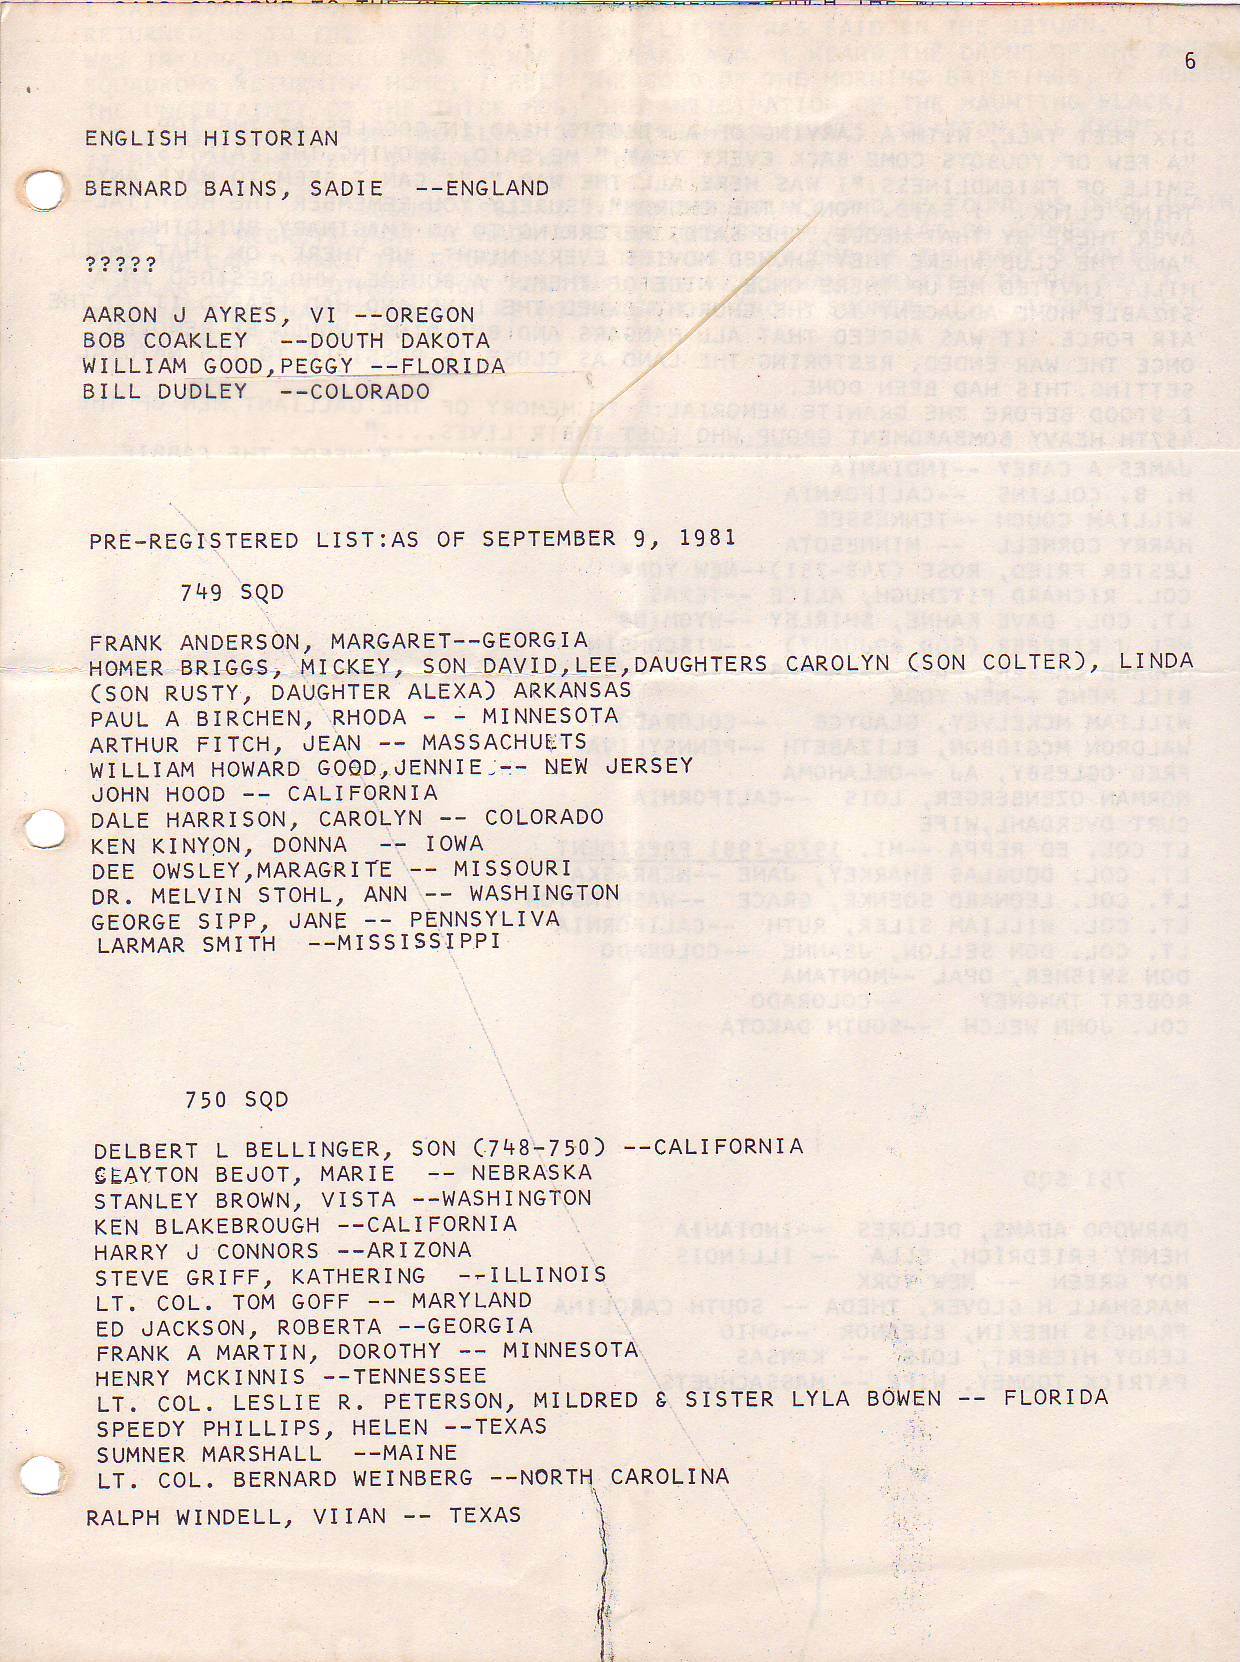 6
ENGLISH HISTORIAN
BERNARD BAINS, SADIE --ENGLAND
?????
AARON J AYRES, VI --OREGON
BOB COAKLEY --DOUTH DAKOTA
WILLIAM GOOD,PEGGY --FLORIDA
BILL DUDLEY --COLORADO
PRE-REGISTERED LIST:AS OF SEPTEMBER 9, 1981
749 SQD
FRANK ANDERSON, MARGARET--GEORGIA
HOMER BRIGGS, MICKEY, SON DAVID,LEE,DAUGHTERS CAROLYN (SON COLTER), LINDA
(SON RUSTY, DAUGHTER ALEXA) ARKANSAS
PAUL A BIRCHEN, RHODA - - MINNESOTA
ARTHUR FITCH, JEAN -- MASSACHUETS
WILLIAM HOWARD GOOD,JENNIE -- NEW JERSEY
JOHN HOOD -- CALIFORNIA
DALE HARRISON, CAROLYN -- COLORADO
KEN KINYON, DONNA -- IOWA
DEE OWSLEY,MARAGRITE -- MISSOURI
DR. MELVIN STOHL, ANN -- WASHINGTON
GEORGE SIPP, JANE -- PENNSYLIVA
LARMAR SMITH --MISSISSIPPI
750 SQD
DELBERT L BELLINGER, SON (748-750) --CALIFORNIA
CLAYTON BEJOT, MARIE -- NEBRASKA
STANLEY BROWN, VISTA --WASHINGTON
KEN BLAKEBROUGH --CALIFORNIA
HARRY J CONNORS --ARIZONA
STEVE GRIFF, KATHERING --ILLINOIS
LT. COL. TOM GOFF -- MARYLAND
ED JACKSON, ROBERTA --GEORGIA
FRANK A MARTIN, DOROTHY -- MINNESOTA
HENRY MCKINNIS --TENNESSEE
LT. COL. LESLIE R. PETERSON, MILDRED & SISTER LYLA BOWEN -- FLORIDA
SPEEDY PHILLIPS, HELEN --TEXAS
SUMNER MARSHALL --MAINE
LT. COL. BERNARD WEINBERG --NORTH CAROLINA
RALPH WINDELL, VIIAN -- TEXAS